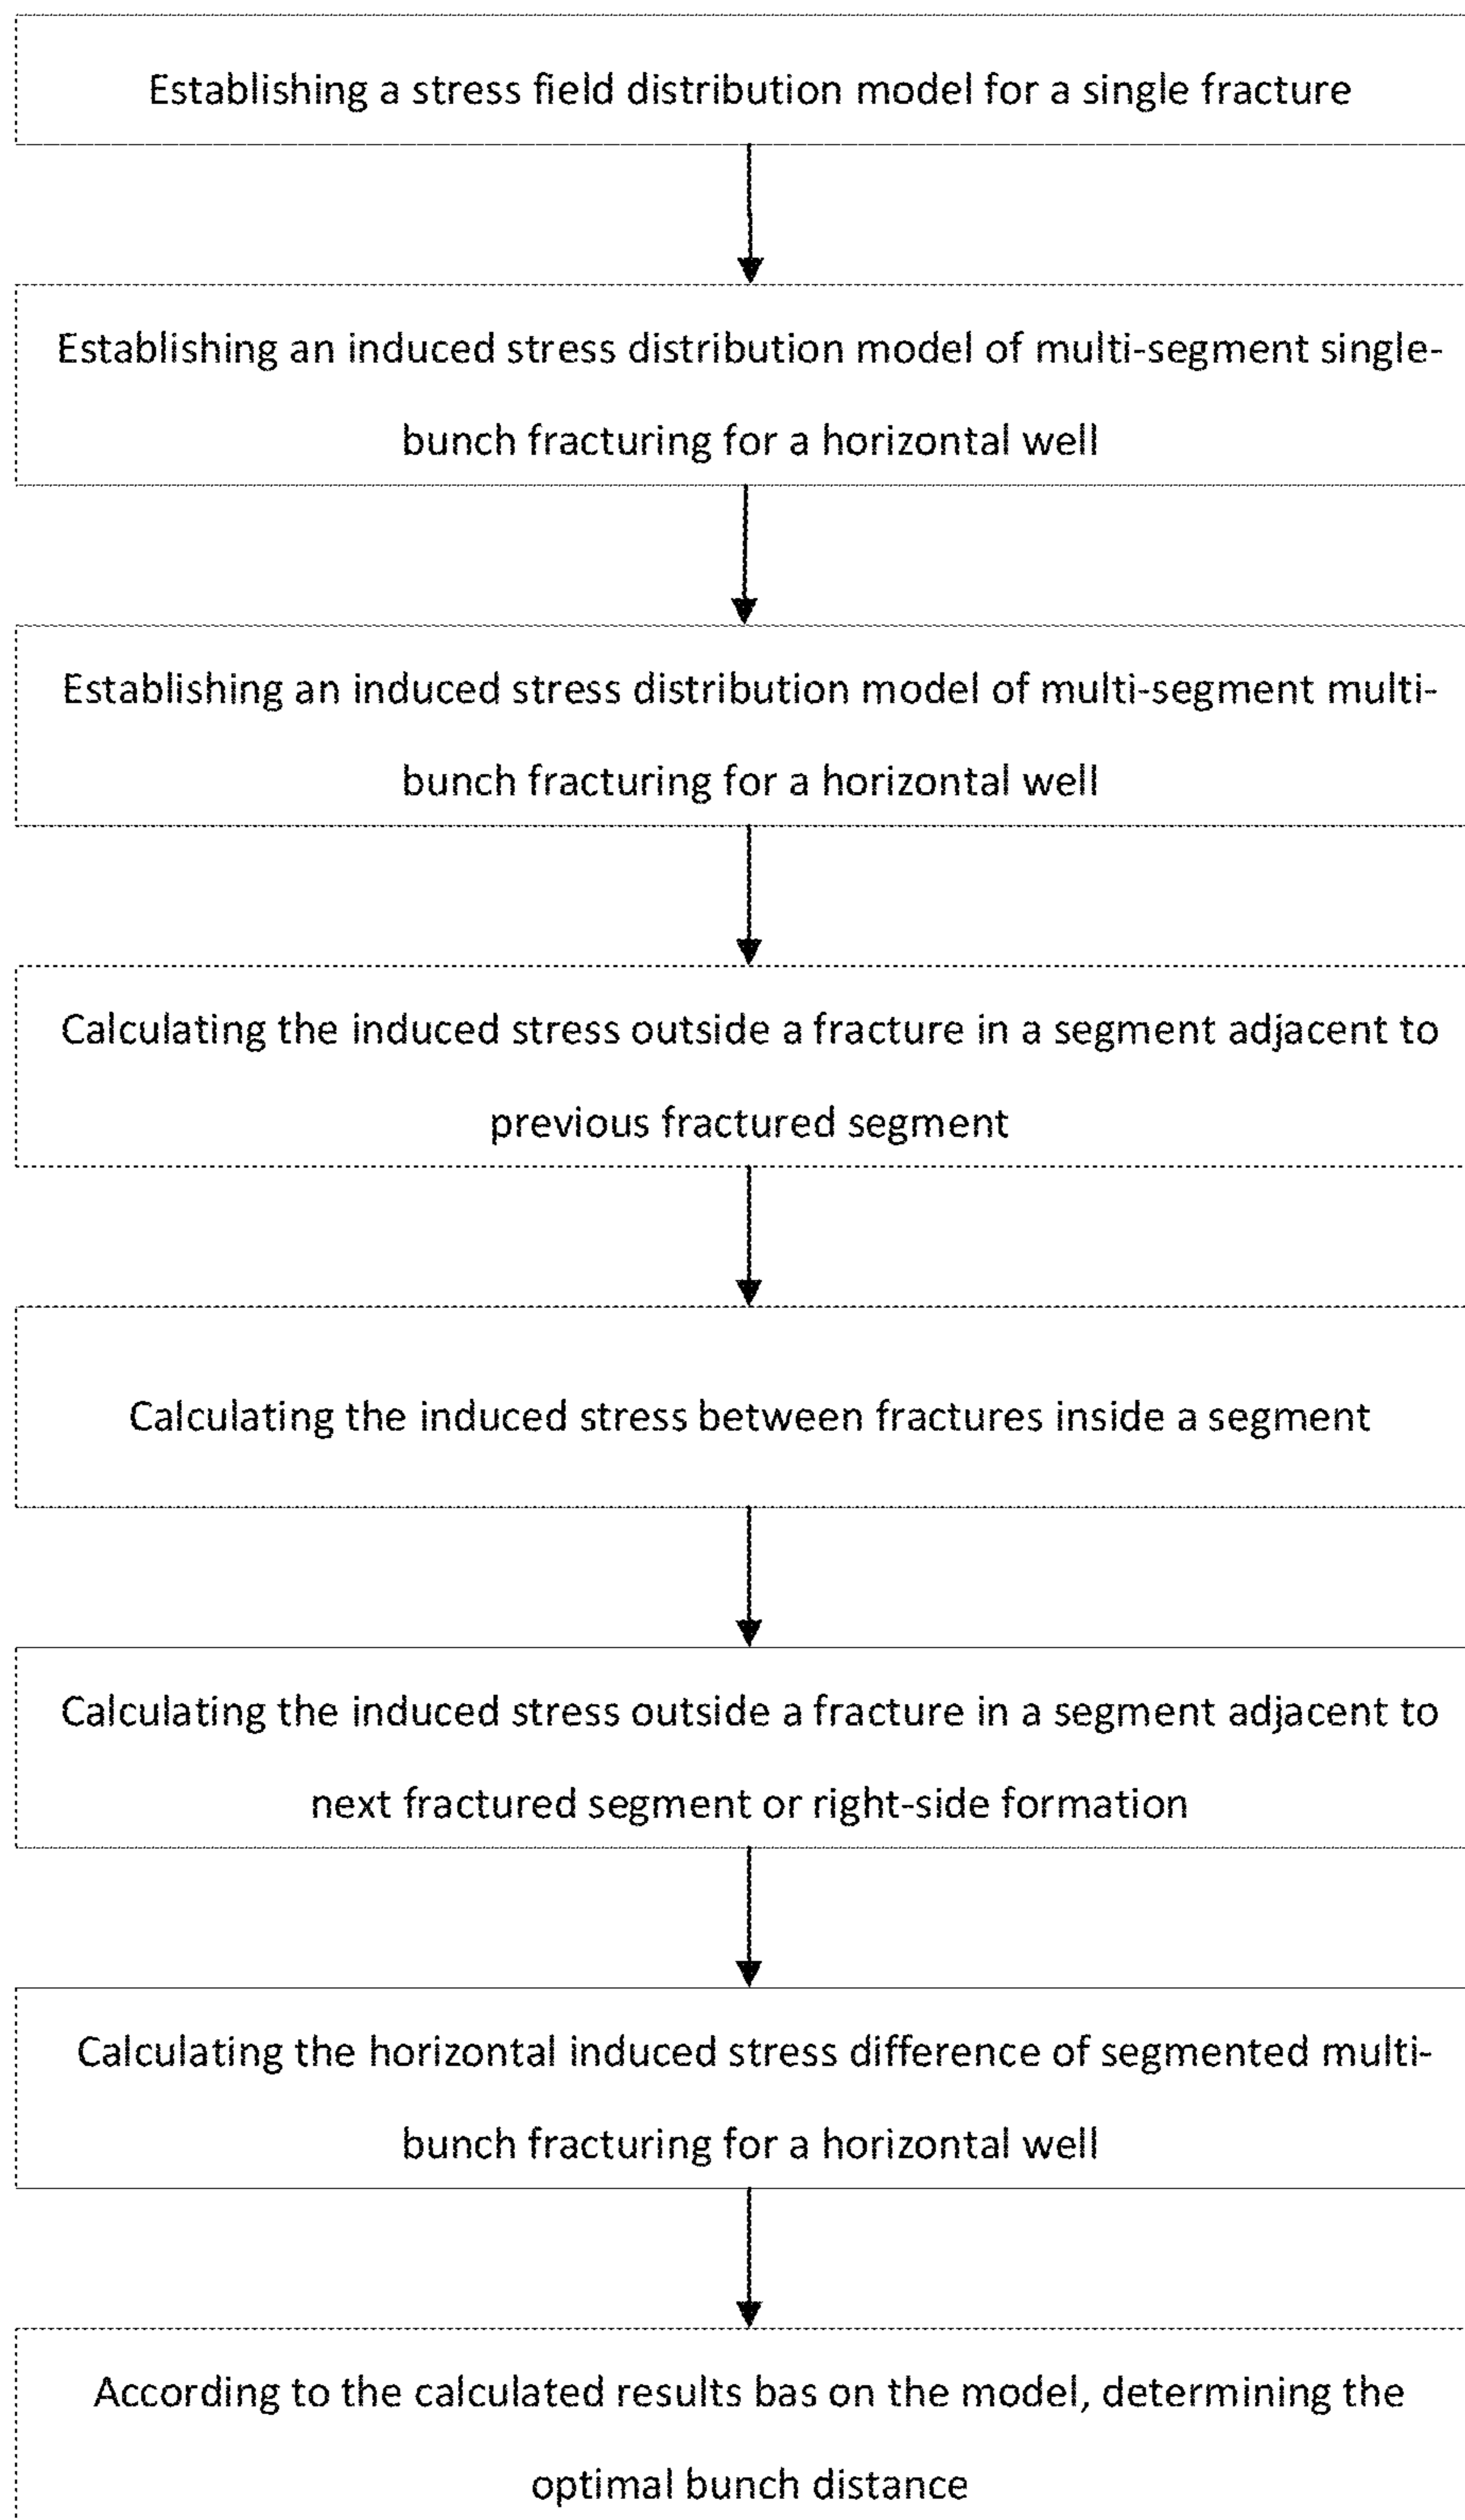 Establishing a stress field distribution model for a single fracture
Establishing an induced stress distribution model of multi-segment single-
bunch fracturing for a horizontal well
Establishing an induced stress distribution model of multi-segment multi-
bunch fracturing for a horizontal well
Calculating the induced stress outside a fracture in a segment adjacent to
previous fractured segment
Calculating the induced stress between fractures inside a segment
Calculating the induced stress outside a fracture in a segment adjacent to
next fractured segment or right-side formation
Calculating the horizontal induced stress difference of segmented multi-
bunch fracturing for a horizontal well
According to the calculated results bas on the model, determining the
optimal bunch distance